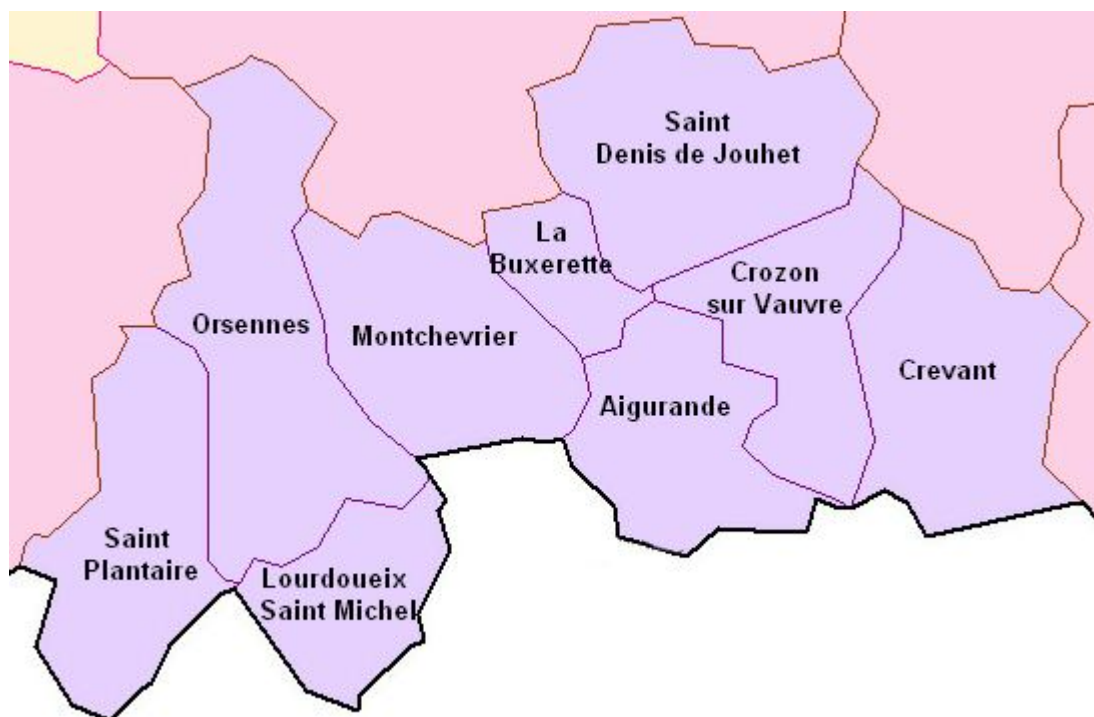 Saint
Denis de Jouhet
La
Buxerette
Crozon
sur Vauvre
Orsennes
Montchevrier
Crevant
Aigurande
Saint
Plantaire
Lourdoueix
Saint Michel